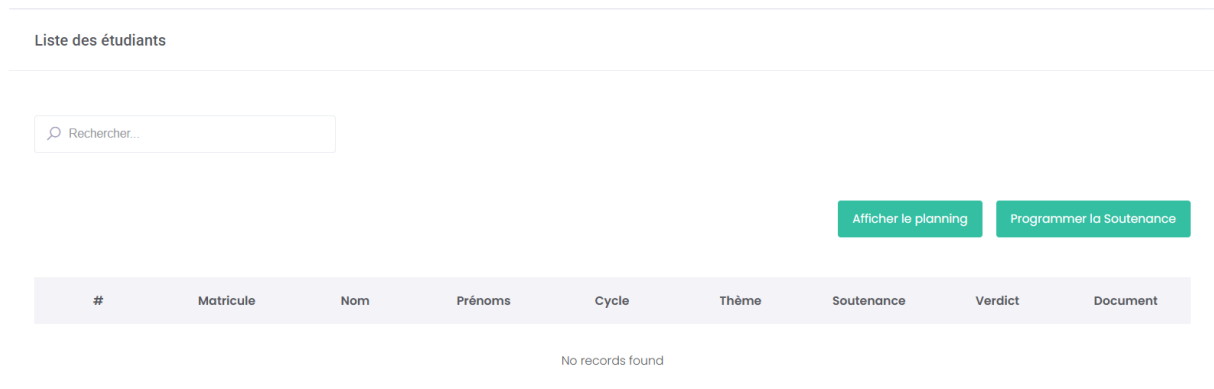 Liste des étudiants
Rechercher...
Afficher le planning Programmer la Soutenance
# Matricule Nom Prénoms Cycle Thème Soutenance Verdict Document
No records found